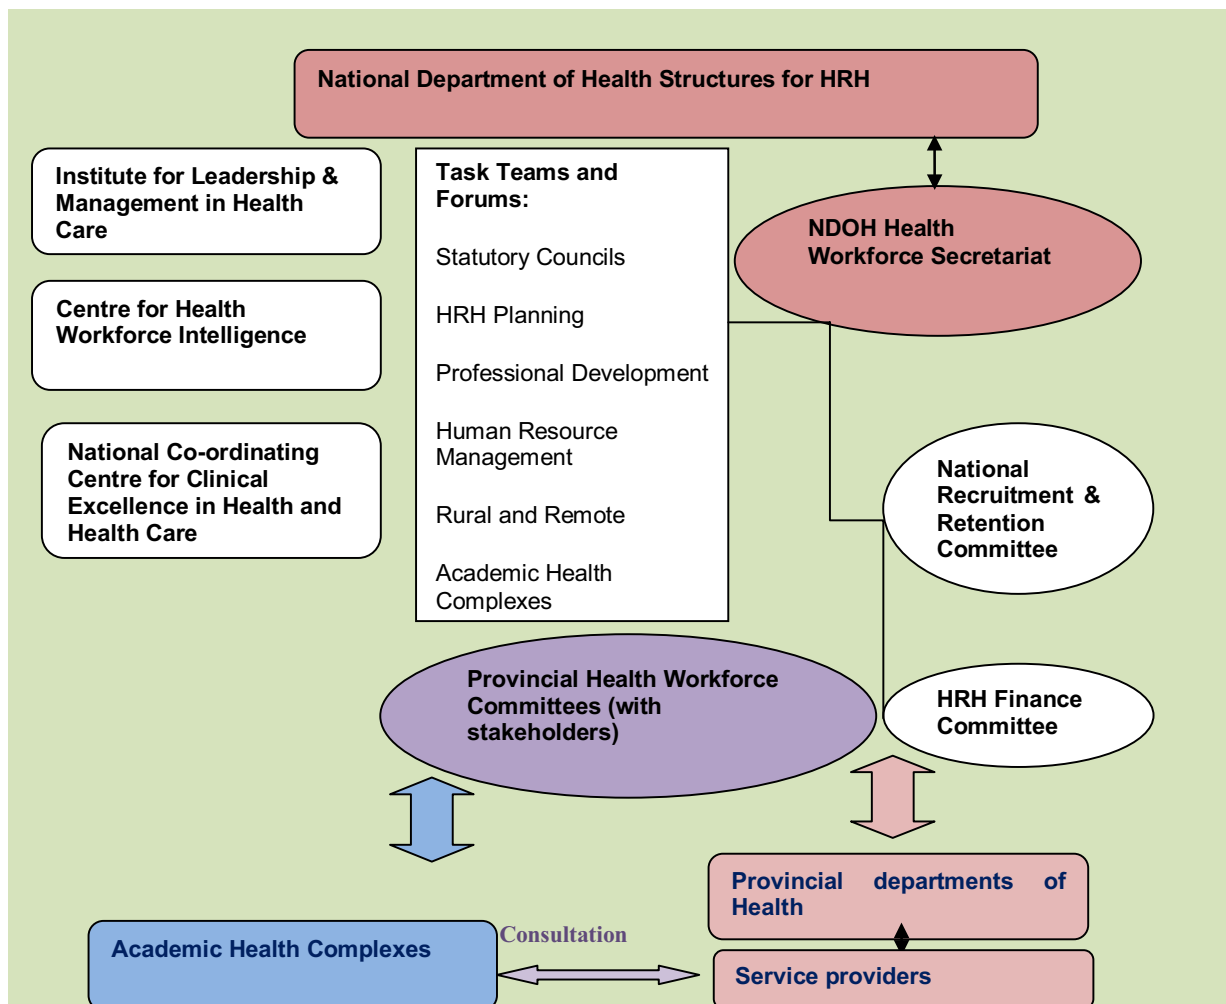 National Department of Health Structures for HRH
Institute for Leadership &
Management in Health
Care
Centre for Health
Workforce Intelligence
National Co-ordinating
Centre for Clinical
Excellence in Health and
Health Care
Task Teams and
Forums:
Statutory Councils
HRH Planning
Professional Development
Human Resource
Management
Rural and Remote
Academic Health
Complexes
NDOH Health
Workforce Secretariat
National
Recruitment &
Retention
Committee
HRH Finance
Committee
Provincial Health Workforce
Committees (with
stakeholders)
Provincial departments of
Health
Academic Health Complexes
Consultation
Service providers